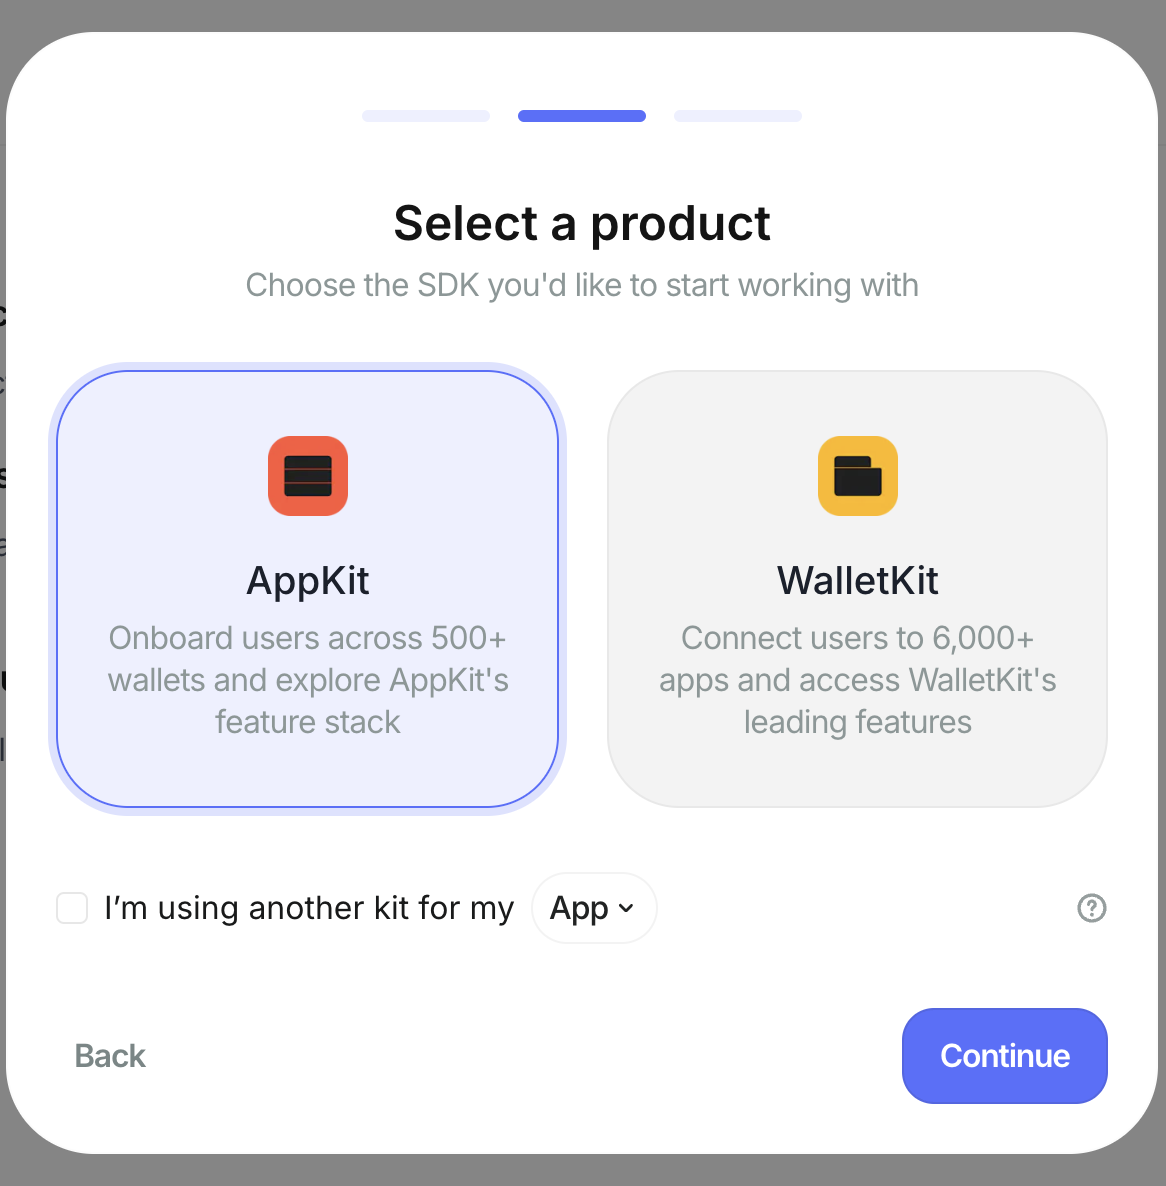 Select a product
Choose the SDK you'd like to start working with
AppKit
Onboard users across 500+
wallets and explore AppKit's
feature stack
WalletKit
Connect users to 6,000+
apps and access WalletKit's
leading features
I’m using another kit for my App
Back
Continue